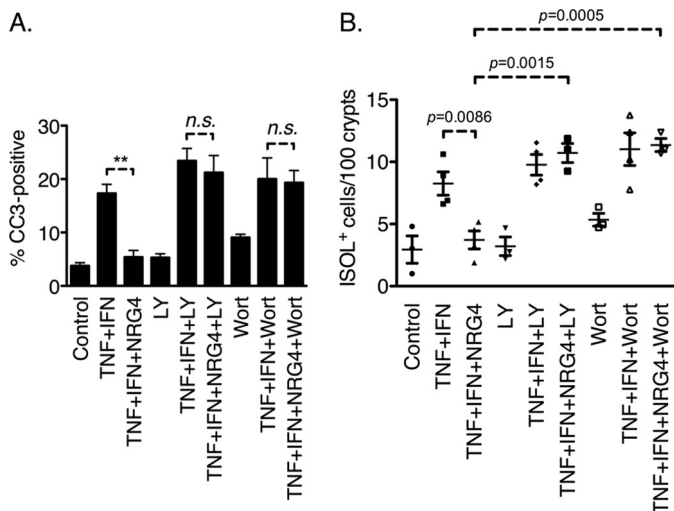 A.
% CC3-positive
30
20
10
0
**
n.s.
n.s.
Control
TNF+IFN
TNF+IFN+NRG4
LY
TNF+IFN+LY
TNF+IFN+NRG4+LY
Wort
TNF+IFN+Wort
TNF+IFN+NRG4+Wort
B.
p=0.0005
p=0.0015
p=0.0086
ISOL+ cells/100 crypts
15
10
5
0
Control
TNF+IFN
TNF+IFN+NRG4
LY
TNF+IFN+LY
TNF+IFN+NRG4+LY
Wort
TNF+IFN+Wort
TNF+IFN+NRG4+Wort